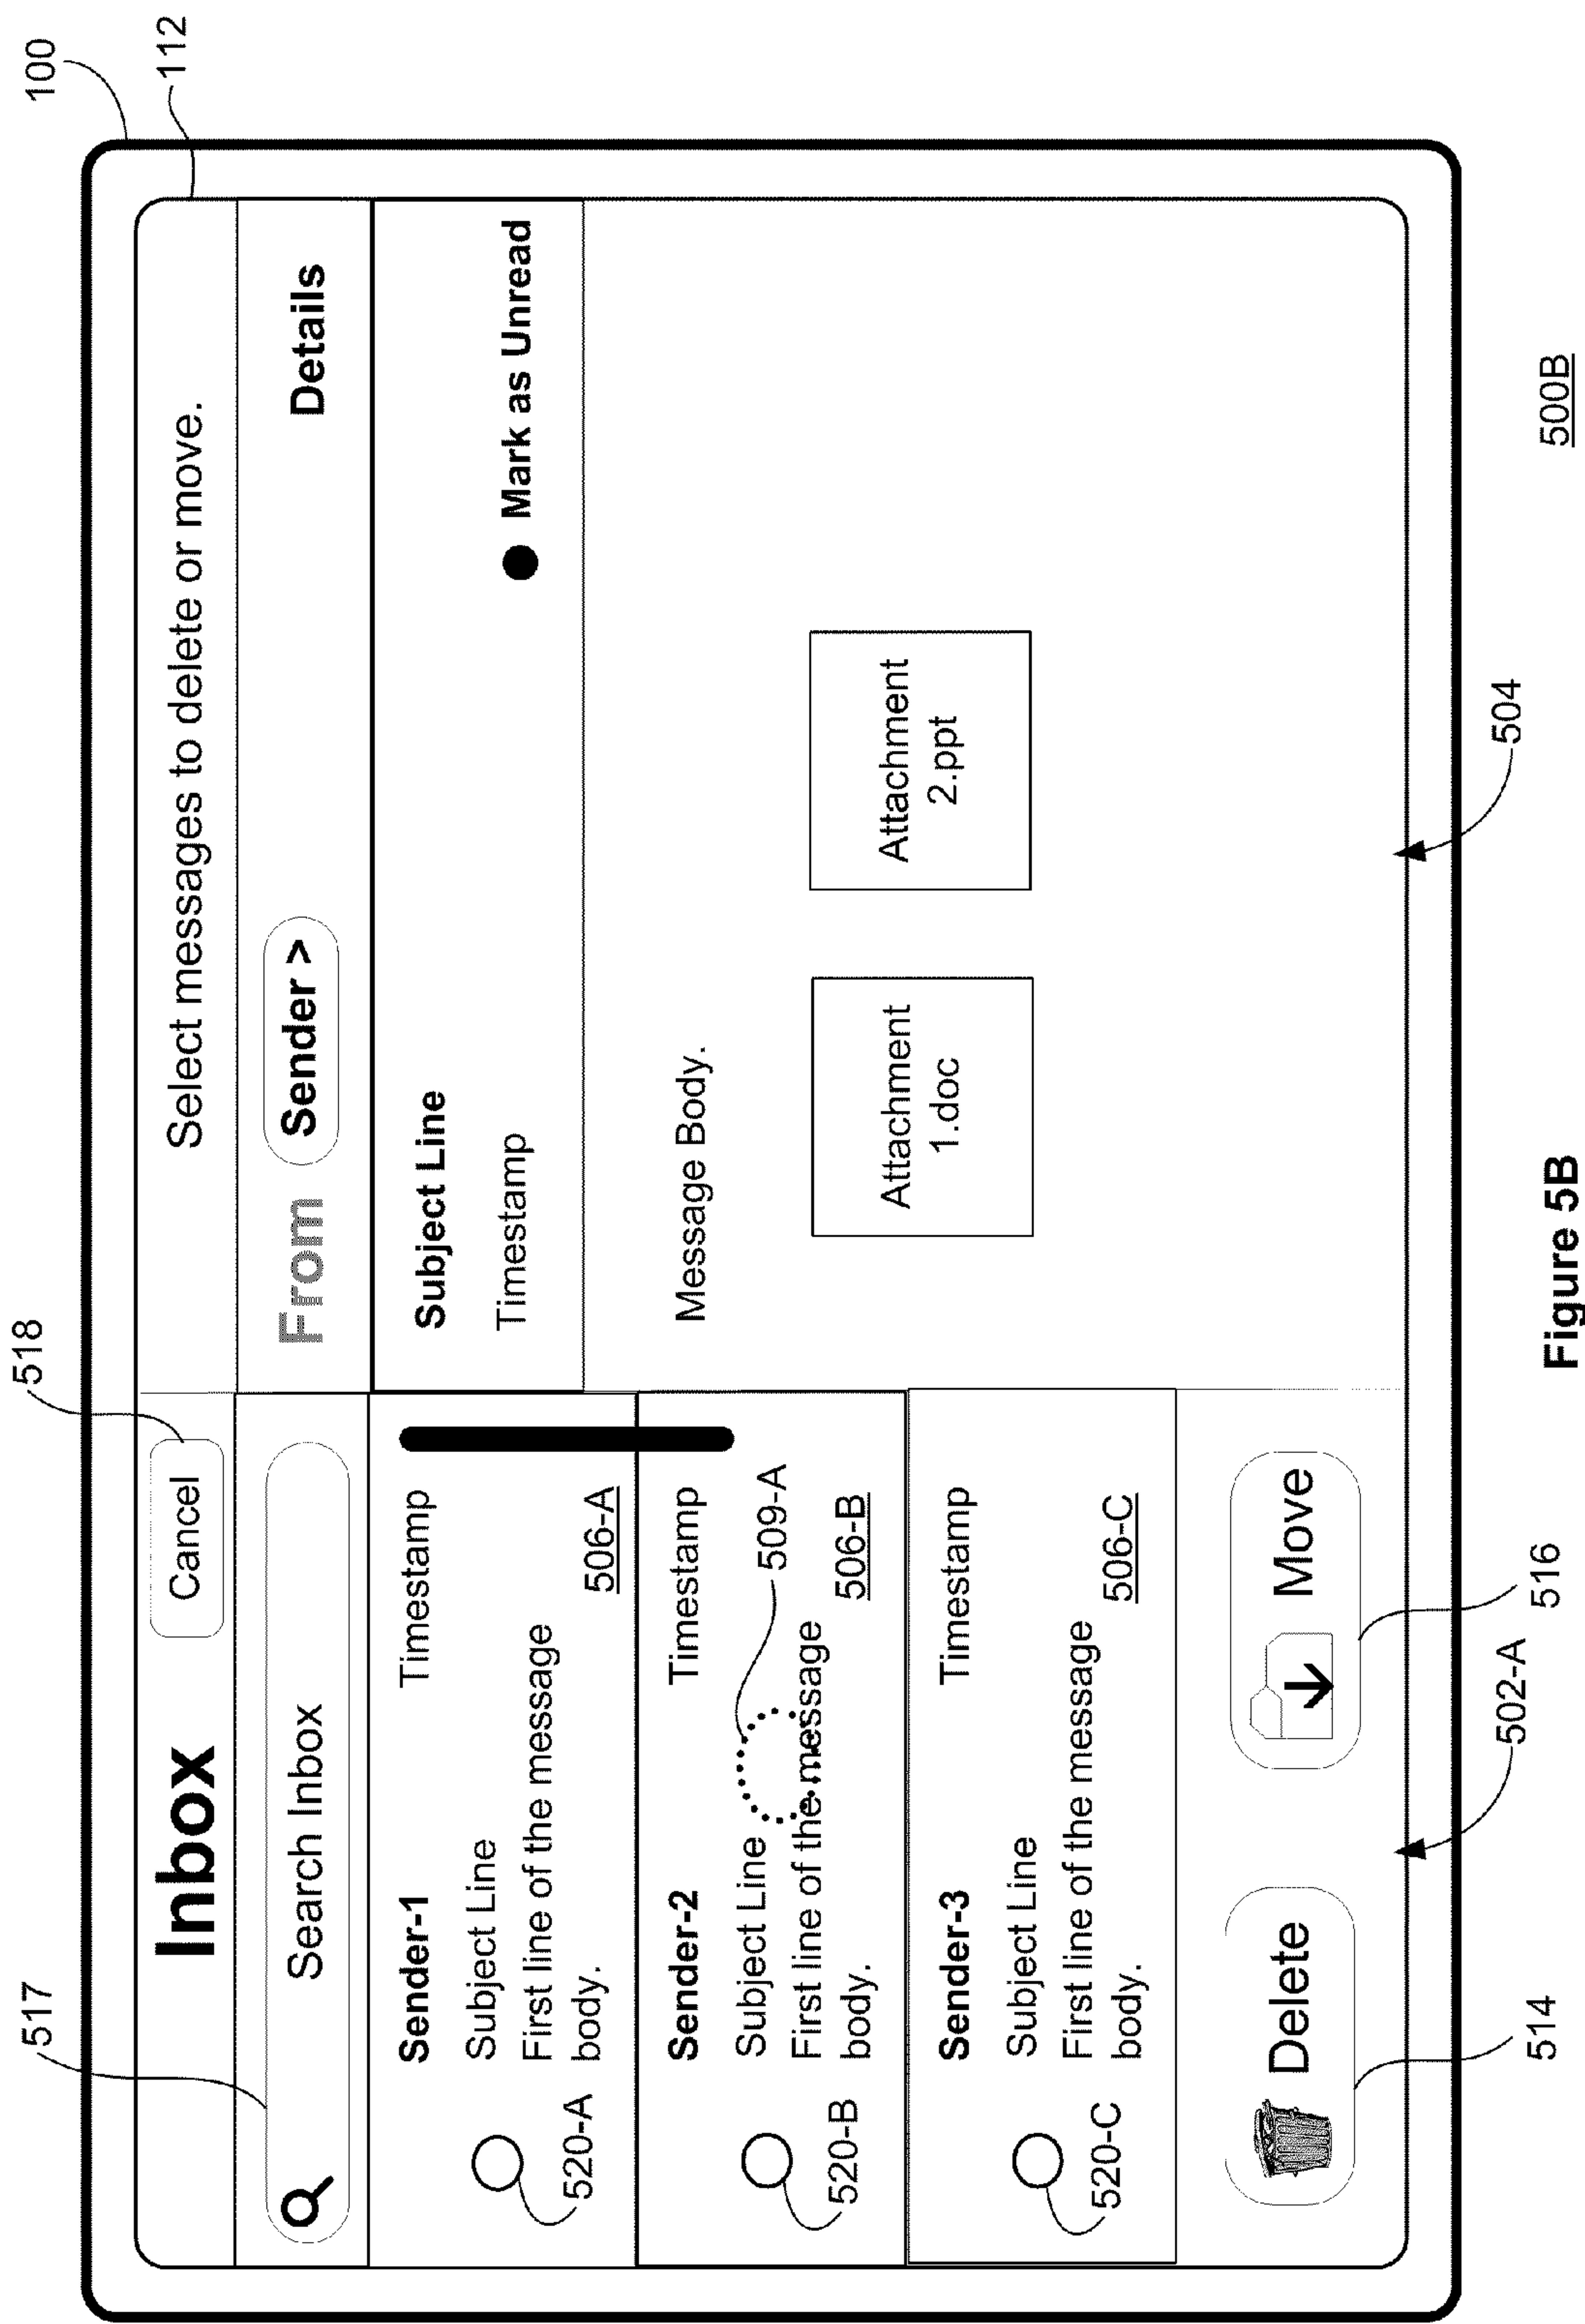 100
112
517
518
Inbox
Cancel
Select messages to delete or move.
Search Inbox
From
Sender >
Details
Sender-1
Timestamp
Subject Line
First line of the message
body.
506-A
520-A
Sender-2
Timestamp
Subject Line
509-A
First line of the message
body.
506-B
520-B
Sender-3
Timestamp
Subject Line
First line of the message
body.
506-C
520-C
Delete
Move
Subject Line
Timestamp
Mark as Unread
Message Body.
Attachment
1.doc
Attachment
2.ppt
514
502-A
516
504
500B
Figure 5B